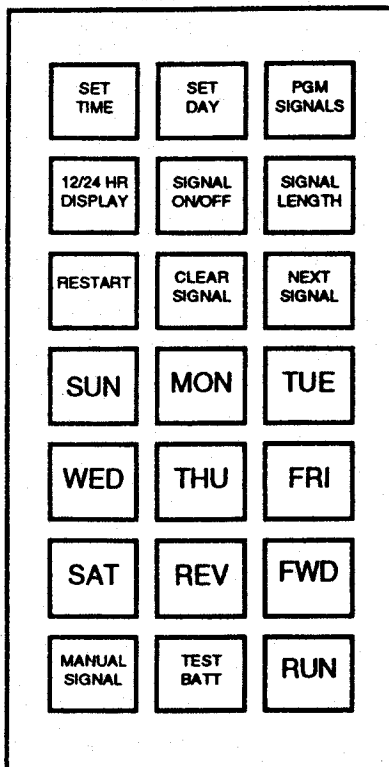 SET
TIME
SET
DAY
PGM
SIGNALS
12/24 HR
DISPLAY
SIGNAL
ON/OFF
SIGNAL
LENGTH
RESTART
CLEAR
SIGNAL
NEXT
SIGNAL
SUN
MON
TUE
WED
THU
FRI
SAT
REV
FWD
MANUAL
SIGNAL
TEST
BATT
RUN